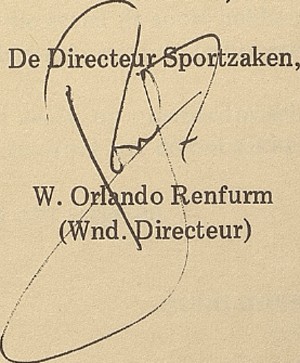 De Directeur Sportzaken,
W. Orlando Renfurm
(Wnd. Directeur)